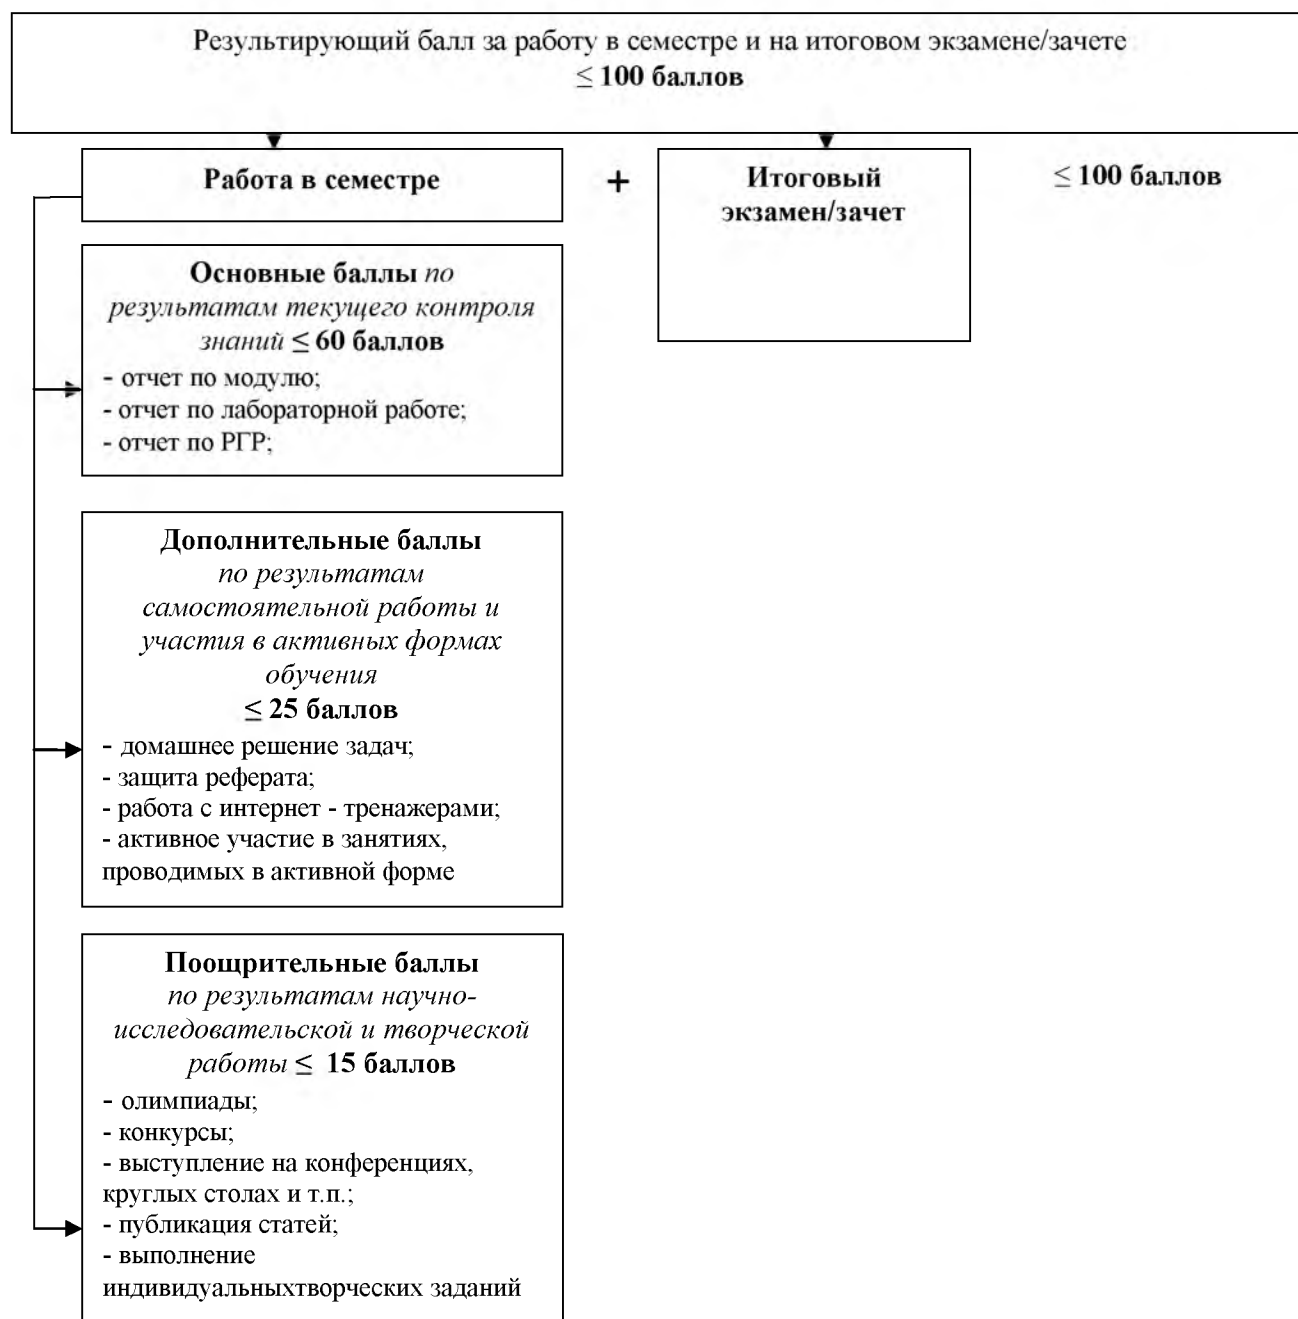 Результирующий балл за работу в семестре и на итоговом экзамене/зачете
≤ 100 баллов
Работа в семестре
+
Итоговый
экзамен/зачет
≤ 100 баллов
Основные баллы по
результатам текущего контроля
знаний ≤ 60 баллов
- отчет по модулю;
- отчет по лабораторной работе;
- отчет по РГР;
Дополнительные баллы
по результатам
самостоятельной работы и
участия в активных формах
обучения
≤ 25 баллов
- домашнее решение задач;
- защита реферата;
- работа с интернет - тренажерами;
- активное участие в занятиях,
проводимых в активной форме
Поощрительные баллы
по результатам научно-
исследовательской и творческой
работы ≤ 15 баллов
- олимпиады;
- конкурсы;
- выступление на конференциях,
круглых столах и т.п.;
- публикация статей;
- выполнение
индивидуальныхтворческих заданий